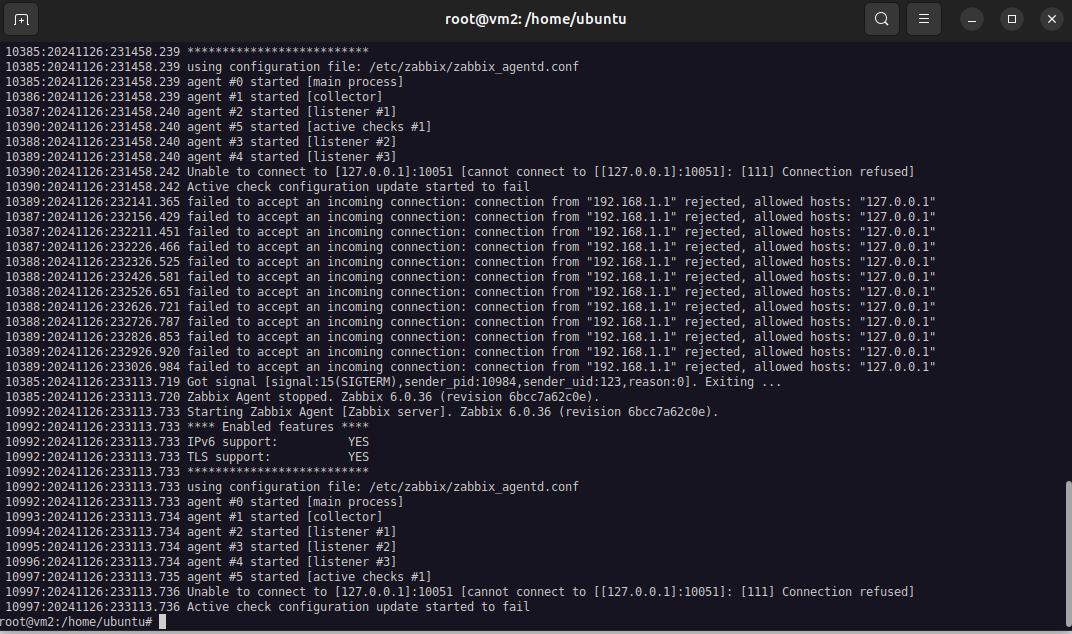 root@vm2: /home/ubuntu
10385:20241126:231458.239 **************************
10385:20241126:231458.239 using configuration file: /etc/zabbix/zabbix_agentd.conf
10385:20241126:231458.239 agent #0 started [main process]
10386:20241126:231458.239 agent #1 started [collector]
10387:20241126:231458.240 agent #2 started [listener #1]
10390:20241126:231458.240 agent #5 started [active checks #1]
10388:20241126:231458.240 agent #3 started [listener #2]
10389:20241126:231458.240 agent #4 started [listener #3]
10390:20241126:231458.242 Unable to connect to [127.0.0.1]:10051 [cannot connect to [[127.0.0.1]:10051]: [111] Connection refused]
10390:20241126:231458.242 Active check configuration update started to fail
10389:20241126:232141.365 failed to accept an incoming connection: connection from "192.168.1.1" rejected, allowed hosts: "127.0.0.1"
10387:20241126:232156.429 failed to accept an incoming connection: connection from "192.168.1.1" rejected, allowed hosts: "127.0.0.1"
10387:20241126:232211.451 failed to accept an incoming connection: connection from "192.168.1.1" rejected, allowed hosts: "127.0.0.1"
10387:20241126:232226.466 failed to accept an incoming connection: connection from "192.168.1.1" rejected, allowed hosts: "127.0.0.1"
10388:20241126:232326.525 failed to accept an incoming connection: connection from "192.168.1.1" rejected, allowed hosts: "127.0.0.1"
10388:20241126:232426.581 failed to accept an incoming connection: connection from "192.168.1.1" rejected, allowed hosts: "127.0.0.1"
10388:20241126:232526.651 failed to accept an incoming connection: connection from "192.168.1.1" rejected, allowed hosts: "127.0.0.1"
10388:20241126:232626.721 failed to accept an incoming connection: connection from "192.168.1.1" rejected, allowed hosts: "127.0.0.1"
10388:20241126:232726.787 failed to accept an incoming connection: connection from "192.168.1.1" rejected, allowed hosts: "127.0.0.1"
10389:20241126:232826.853 failed to accept an incoming connection: connection from "192.168.1.1" rejected, allowed hosts: "127.0.0.1"
10389:20241126:232926.920 failed to accept an incoming connection: connection from "192.168.1.1" rejected, allowed hosts: "127.0.0.1"
10389:20241126:233026.984 failed to accept an incoming connection: connection from "192.168.1.1" rejected, allowed hosts: "127.0.0.1"
10385:20241126:233113.719 Got signal [signal:15(SIGTERM),sender_pid:10984,sender_uid:123,reason:0]. Exiting ...
10385:20241126:233113.720 Zabbix Agent stopped. Zabbix 6.0.36 (revision 6bcc7a62c0e).
10992:20241126:233113.733 Starting Zabbix Agent [Zabbix server]. Zabbix 6.0.36 (revision 6bcc7a62c0e).
10992:20241126:233113.733 **** Enabled features ****
10992:20241126:233113.733 IPv6 support:          YES
10992:20241126:233113.733 TLS support:           YES
10992:20241126:233113.733 **************************
10992:20241126:233113.733 using configuration file: /etc/zabbix/zabbix_agentd.conf
10992:20241126:233113.733 agent #0 started [main process]
10993:20241126:233113.734 agent #1 started [collector]
10994:20241126:233113.734 agent #2 started [listener #1]
10995:20241126:233113.734 agent #3 started [listener #2]
10996:20241126:233113.734 agent #4 started [listener #3]
10997:20241126:233113.735 agent #5 started [active checks #1]
10997:20241126:233113.736 Unable to connect to [127.0.0.1]:10051 [cannot connect to [[127.0.0.1]:10051]: [111] Connection refused]
10997:20241126:233113.736 Active check configuration update started to fail
root@vm2:/home/ubuntu#